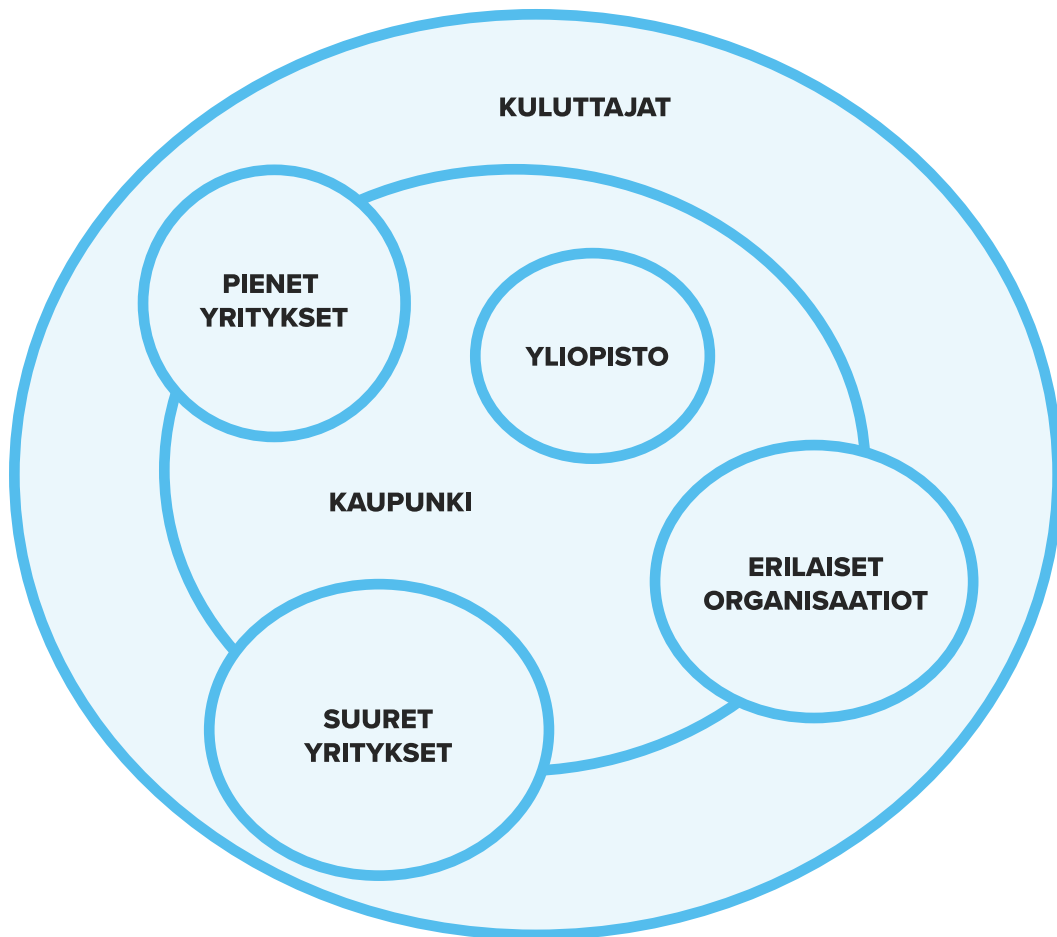 KULUTTAJAT
PIENET
YRITYKSET
YLIOPISTO
KAUPUNKI
ERILAISET
ORGANISAATIOT
SUURET
YRITYKSET